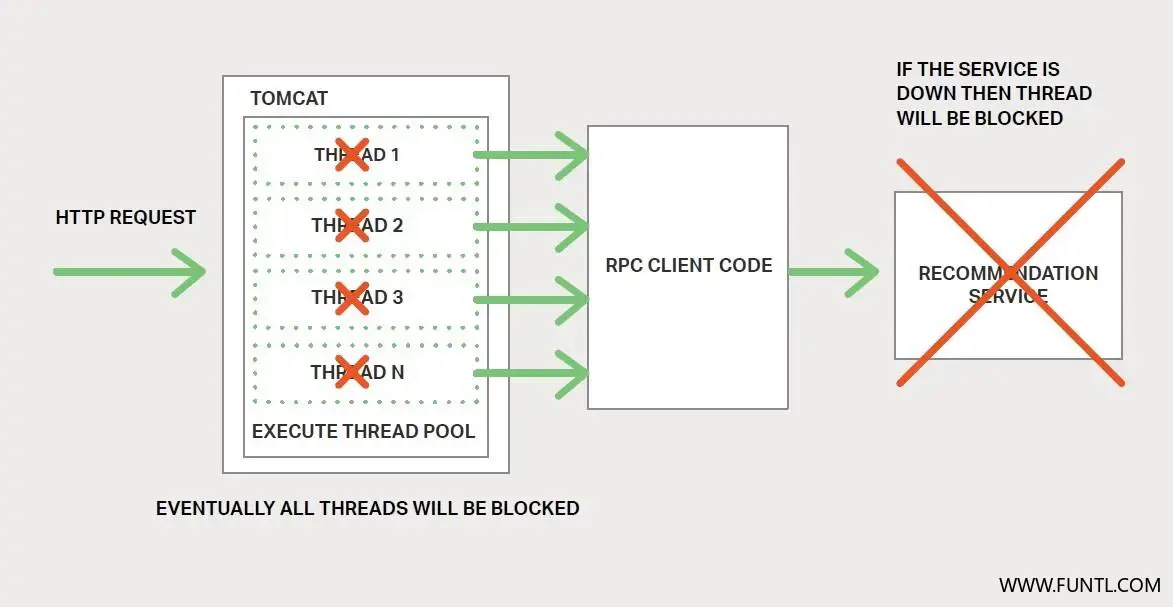 TOMCAT
THREAD 1
THREAD 2
THREAD 3
THREAD N
EXECUTE THREAD POOL
HTTP REQUEST
EVENTUALLY ALL THREADS WILL BE BLOCKED
RPC CLIENT CODE
IF THE SERVICE IS
DOWN THEN THREAD
WILL BE BLOCKED
RECOMMENDATION
SERVICE
WWW.FUNTL.COM